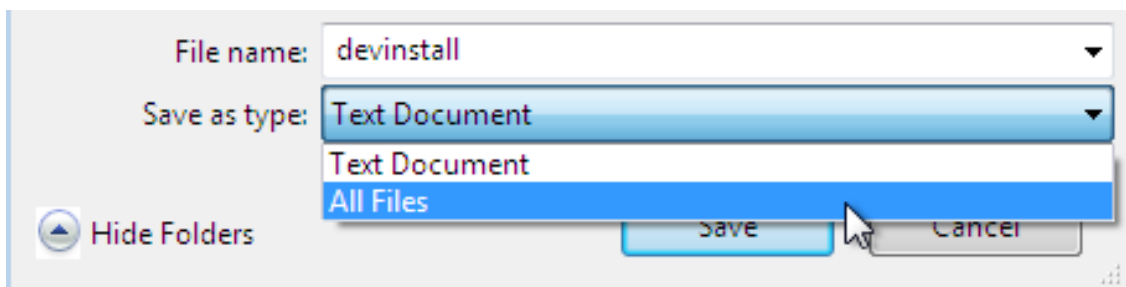 File name: devinstall
Save as type: Text Document
Text Document
All Files
Hide Folders
Save Cancel